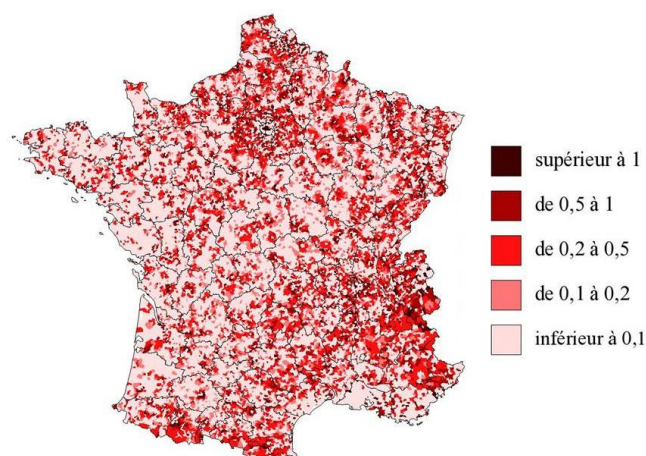 supérieur à 1
de 0,5 à 1
de 0,2 à 0,5
de 0,1 à 0,2
inférieur à 0,1